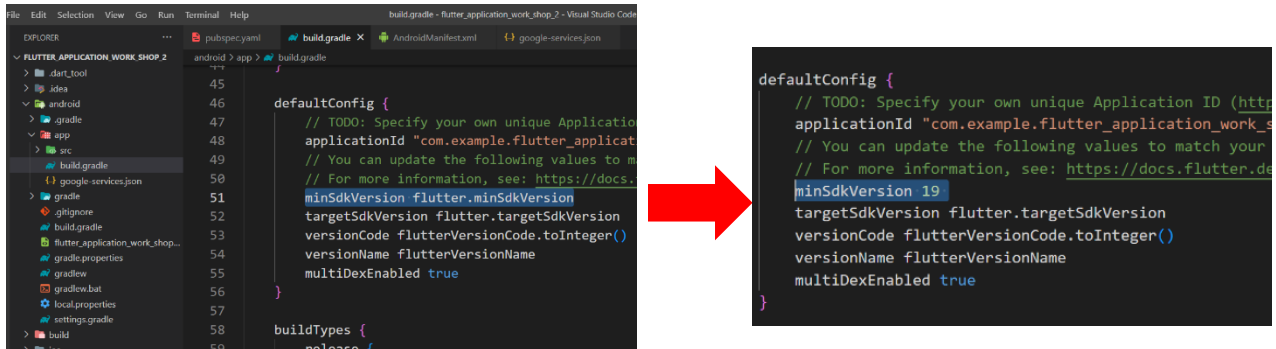 File Edit Selection View Go Run Terminal Help
build.gradle - flutter_application_work_shop_2 - Visual Studio Code
EXPLORER
FLUTTER_APPLICATION_WORK_SHOP_2
.dart_tool
.idea
android
.gradle
app
src
build.gradle
google-services.json
gradle
.gitignore
build.gradle
flutter_application_work_shop...
gradle.properties
gradlew
gradlew.bat
local.properties
settings.gradle
build
pubspec.yaml build.gradle AndroidManifest.xml google-services.json
android > app > build.gradle
44 }
45
46 defaultConfig {
47 // TODO: Specify your own unique Application
48 applicationId "com.example.flutter_applicat
49 // You can update the following values to m
50 // For more information, see: https://docs.
51 minSdkVersion flutter.minSdkVersion
52 targetSdkVersion flutter.targetSdkVersion
53 versionCode flutterVersionCode.toInteger()
54 versionName flutterVersionName
55 multiDexEnabled true
56 }
57
58 buildTypes {
59 release {
defaultConfig {
// TODO: Specify your own unique Application ID (http
applicationId "com.example.flutter_application_work_s
// You can update the following values to match your
// For more information, see: https://docs.flutter.de
minSdkVersion 19
targetSdkVersion flutter.targetSdkVersion
versionCode flutterVersionCode.toInteger()
versionName flutterVersionName
multiDexEnabled true
}